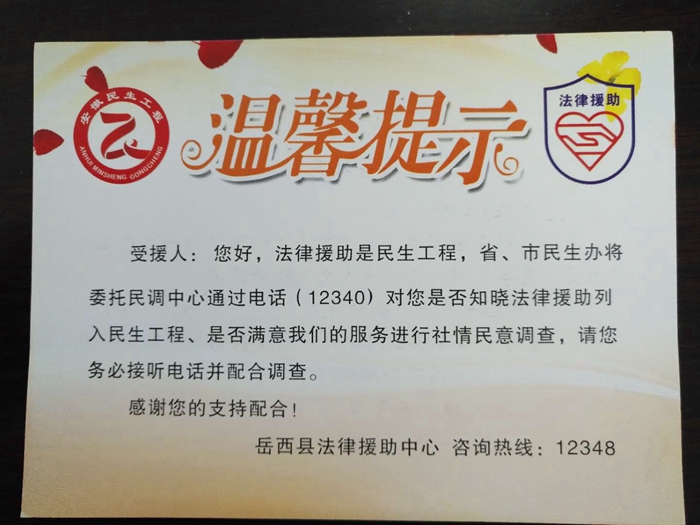 安徽民生工程
ANHUI MINSHENG GONGCHENG
温馨提示
法律援助
受援人：您好，法律援助是民生工程，省、市民生办将
委托民调中心通过电话（12340）对您是否知晓法律援助列
入民生工程、是否满意我们的服务进行社情民意调查，请您
务必接听电话并配合调查。
感谢您的支持配合！
岳西县法律援助中心 咨询热线：12348